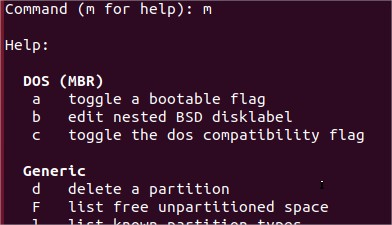 Command (m for help): m
Help:
DOS (MBR)
a toggle a bootable flag
b edit nested BSD disklabel
c toggle the dos compatibility flag
Generic
d delete a partition
F list free unpartitioned space
l list known partition types